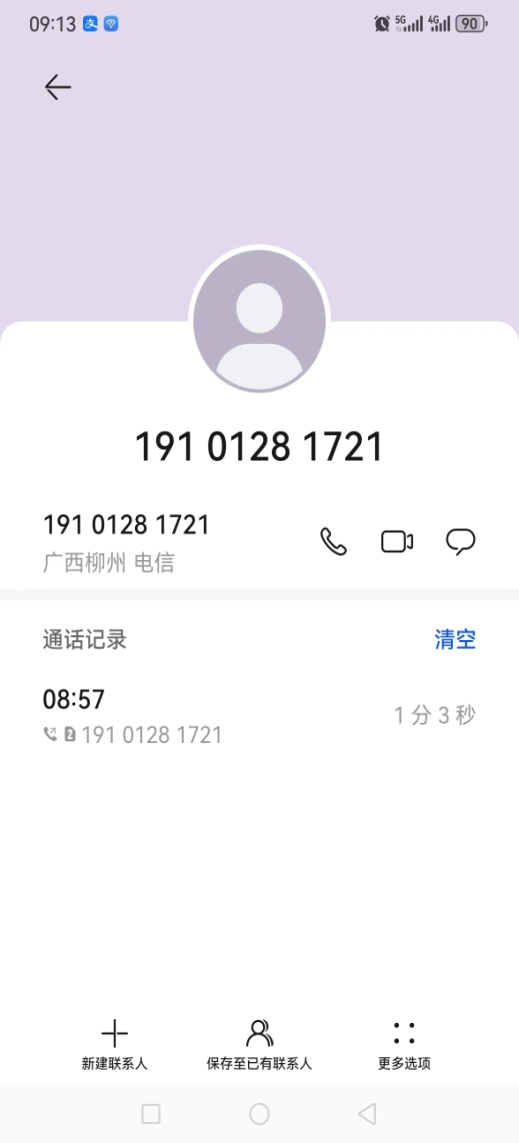 09:13 支 5G 4G 90
191 0128 1721
191 0128 1721
广西柳州 电信
通话记录 清空
08:57
1 分 3 秒
2 191 0128 1721
新建联系人 保存至已有联系人 更多选项